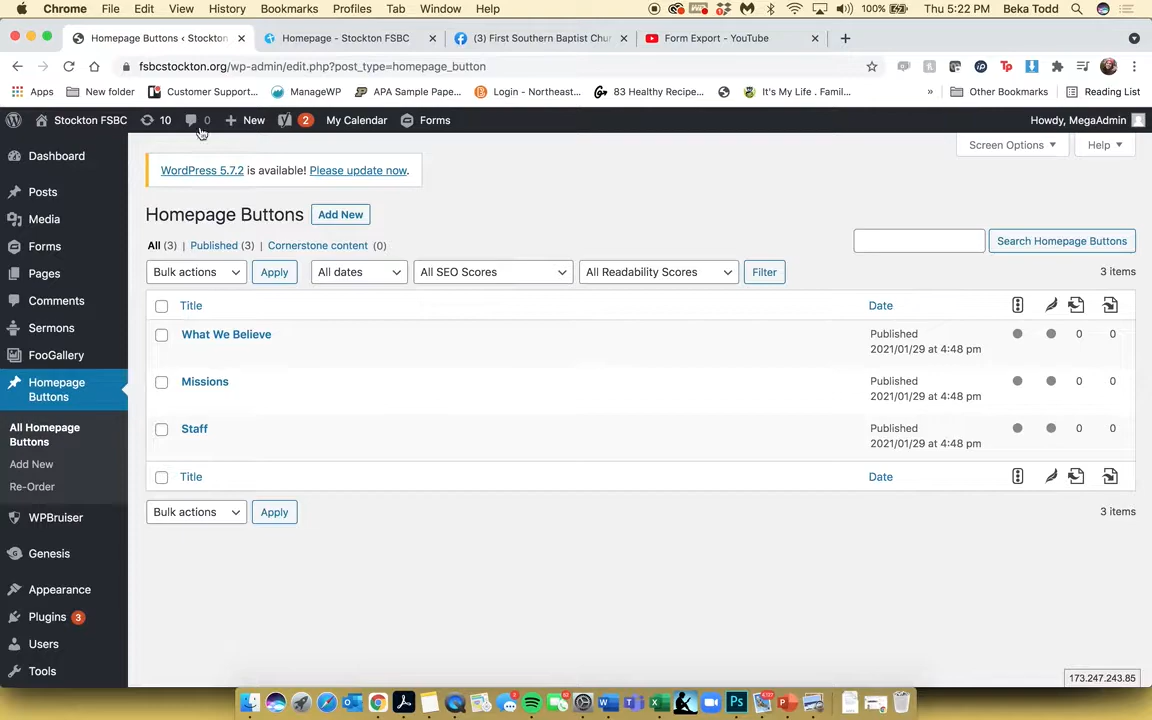 Chrome File Edit View History Bookmarks Profiles Tab Window Help 100% Thu 5:22 PM Beka Todd
Homepage Buttons < Stockton Homepage - Stockton FSBC (3) First Southern Baptist Chur Form Export - YouTube
fsbcstockton.org/wp-admin/edit.php?post_type=homepage_button
Apps New folder Customer Support... ManageWP APA Sample Pape... Login - Northeast... 83 Healthy Recipe... It's My Life . Fami... » Other Bookmarks Reading List
Stockton FSBC 10 0 + New 2 My Calendar Forms Howdy, MegaAdmin
Screen Options Help
Dashboard
Posts
Media
Forms
Pages
Comments
Sermons
FooGallery
Homepage
Buttons
All Homepage
Buttons
Add New
Re-Order
WPBruiser
Genesis
Appearance
Plugins 3
Users
Tools
WordPress 5.7.2 is available! Please update now.
Homepage Buttons Add New
All (3) | Published (3) | Cornerstone content (0)
Search Homepage Buttons
Bulk actions Apply All dates All SEO Scores All Readability Scores Filter 3 items
Title Date
What We Believe Published 0 0
2021/01/29 at 4:48 pm
Missions Published 0 0
2021/01/29 at 4:48 pm
Staff Published 0 0
2021/01/29 at 4:48 pm
Title Date
Bulk actions Apply 3 items
173.247.243.85